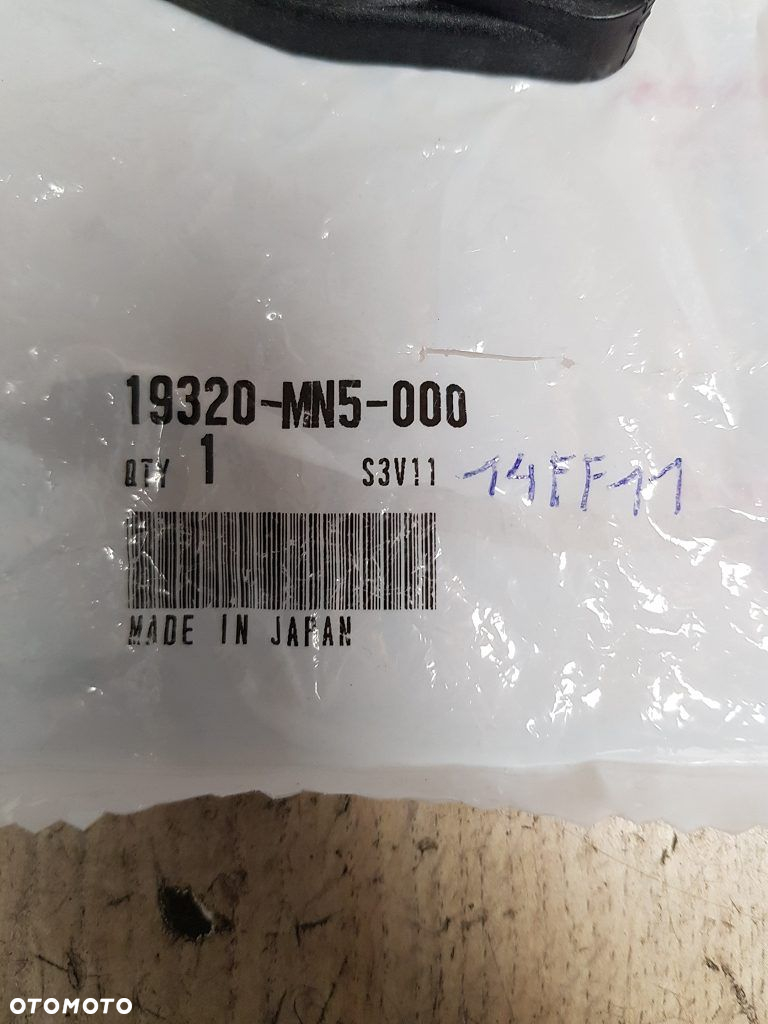 19320-MN5-000
QTY 1 S3V11 14FF11
MADE IN JAPAN
OTOMOTO